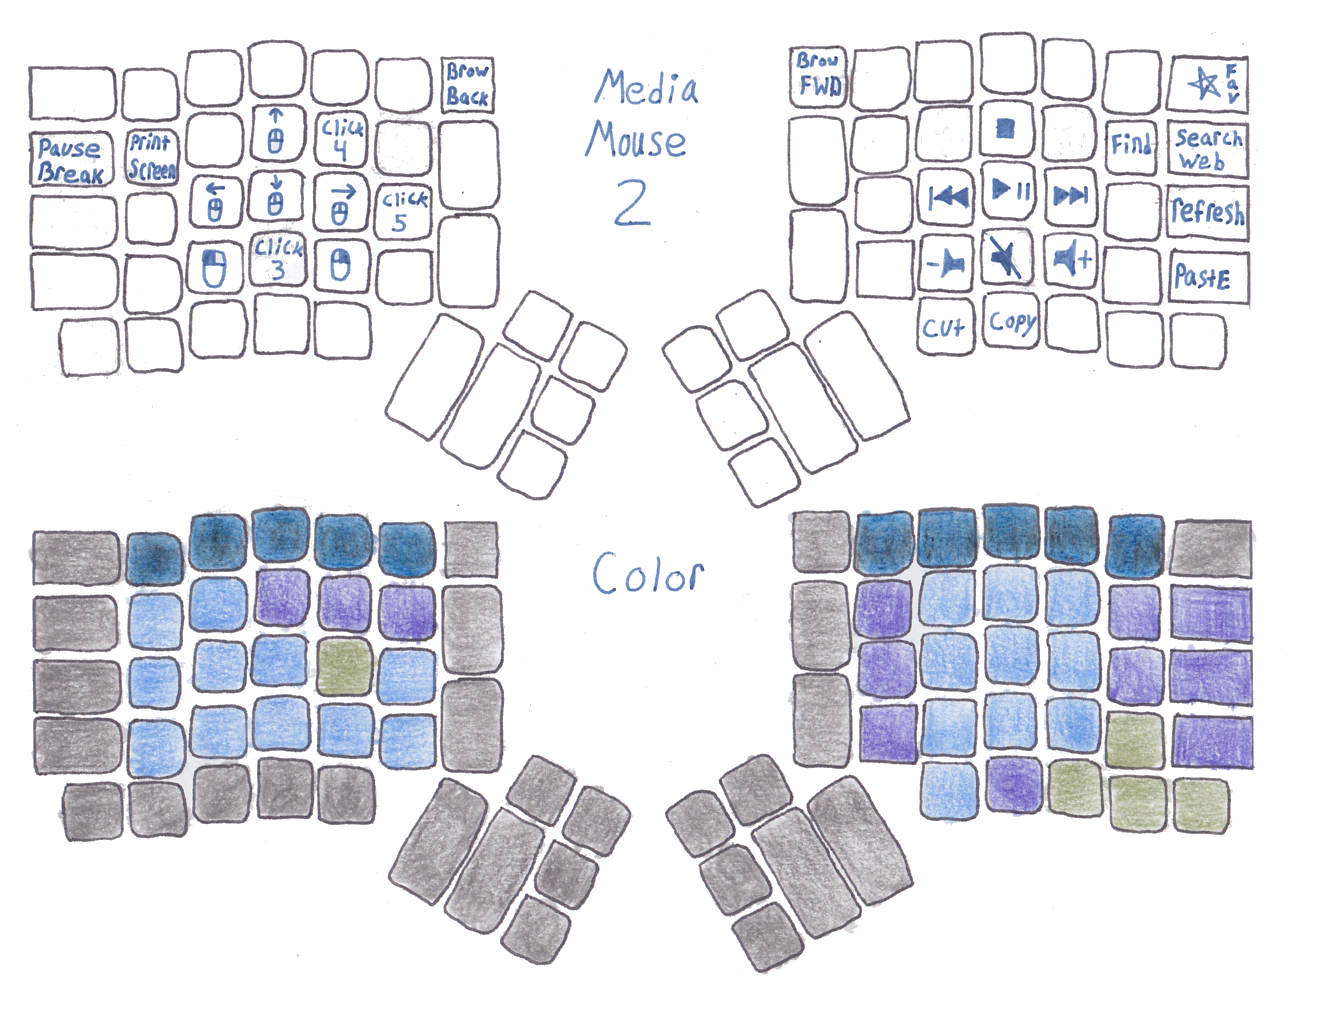 Brow
Back
Pause
Break
Print
Screen
Click
4
Click
5
Click
3
Media
Mouse
2
Brow
FWD
Fav
Find
Search
Web
refresh
- +
PastE
Cut
Copy
Color